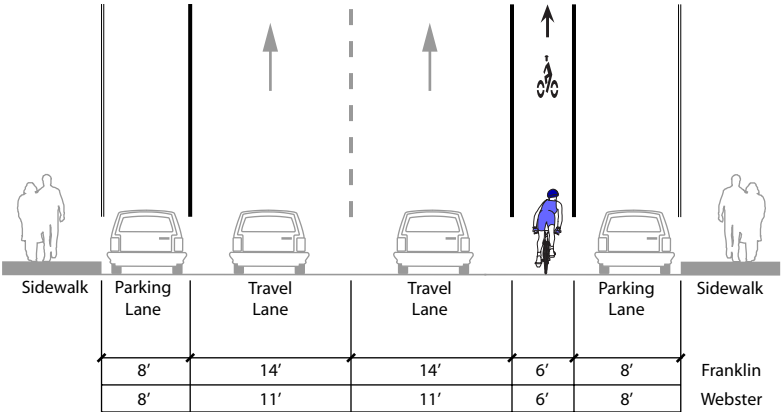 Sidewalk
Parking
Lane
Travel
Lane
Travel
Lane
Parking
Lane
Sidewalk
8’ 14’ 14’ 6’ 8’ Franklin
8’ 11’ 11’ 6’ 8’ Webster